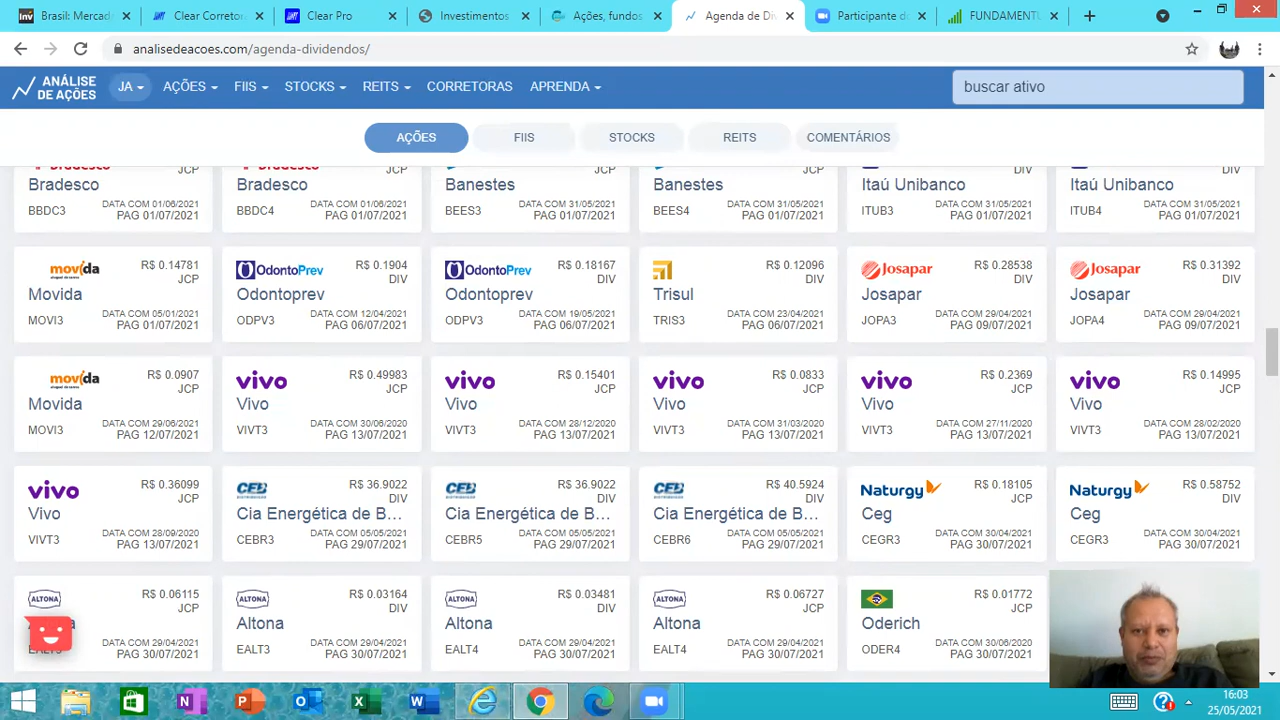 Brasil: Mercad
Clear Corretor
Clear Pro
Investimentos
Ações, fundos
Agenda de Div
Participante d
FUNDAMENTU
analisedeacoes.com/agenda-dividendos/
ANÁLISE DE AÇÕES
JA
AÇÕES
FIIS
STOCKS
REITS
CORRETORAS
APRENDA
buscar ativo
AÇÕES
FIIS
STOCKS
REITS
COMENTÁRIOS
JCP
Bradesco
DATA COM 01/06/2021
BBDC3
PAG 01/07/2021
JCP
Bradesco
DATA COM 01/06/2021
BBDC4
PAG 01/07/2021
JCP
Banestes
DATA COM 31/05/2021
BEES3
PAG 01/07/2021
JCP
Banestes
DATA COM 31/05/2021
BEES4
PAG 01/07/2021
DIV
Itaú Unibanco
DATA COM 31/05/2021
ITUB3
PAG 01/07/2021
DIV
Itaú Unibanco
DATA COM 31/05/2021
ITUB4
PAG 01/07/2021
movida
R$ 0.14781
JCP
Movida
DATA COM 05/01/2021
MOVI3
PAG 01/07/2021
OdontoPrev
R$ 0.1904
DIV
Odontoprev
DATA COM 12/04/2021
ODPV3
PAG 06/07/2021
OdontoPrev
R$ 0.18167
DIV
Odontoprev
DATA COM 19/05/2021
ODPV3
PAG 06/07/2021
R$ 0.12096
DIV
Trisul
DATA COM 23/04/2021
TRIS3
PAG 06/07/2021
Josapar
R$ 0.28538
DIV
Josapar
DATA COM 29/04/2021
JOPA3
PAG 09/07/2021
Josapar
R$ 0.31392
DIV
Josapar
DATA COM 29/04/2021
JOPA4
PAG 09/07/2021
movida
R$ 0.0907
JCP
Movida
DATA COM 29/06/2021
MOVI3
PAG 12/07/2021
vivo
R$ 0.49983
JCP
Vivo
DATA COM 30/06/2020
VIVT3
PAG 13/07/2021
vivo
R$ 0.15401
JCP
Vivo
DATA COM 28/12/2020
VIVT3
PAG 13/07/2021
vivo
R$ 0.0833
JCP
Vivo
DATA COM 31/03/2020
VIVT3
PAG 13/07/2021
vivo
R$ 0.2369
JCP
Vivo
DATA COM 27/11/2020
VIVT3
PAG 13/07/2021
vivo
R$ 0.14995
JCP
Vivo
DATA COM 28/02/2020
VIVT3
PAG 13/07/2021
vivo
R$ 0.36099
JCP
Vivo
DATA COM 28/09/2020
VIVT3
PAG 13/07/2021
CEB
R$ 36.9022
DIV
Cia Energética de B...
DATA COM 05/05/2021
CEBR3
PAG 29/07/2021
CEB
R$ 36.9022
DIV
Cia Energética de B...
DATA COM 05/05/2021
CEBR5
PAG 29/07/2021
CEB
R$ 40.5924
DIV
Cia Energética de B...
DATA COM 05/05/2021
CEBR6
PAG 29/07/2021
Naturgy
R$ 0.18105
JCP
Ceg
DATA COM 30/04/2021
CEGR3
PAG 30/07/2021
Naturgy
R$ 0.58752
DIV
Ceg
DATA COM 30/04/2021
CEGR3
PAG 30/07/2021
ALTONA
R$ 0.06115
JCP
DATA COM 29/04/2021
EALT3
PAG 30/07/2021
ALTONA
R$ 0.03164
DIV
Altona
DATA COM 29/04/2021
EALT3
PAG 30/07/2021
ALTONA
R$ 0.03481
DIV
Altona
DATA COM 29/04/2021
EALT4
PAG 30/07/2021
ALTONA
R$ 0.06727
JCP
Altona
DATA COM 29/04/2021
EALT4
PAG 30/07/2021
R$ 0.01772
JCP
Oderich
DATA COM 30/06/2020
ODER4
PAG 30/07/2021
16:03
25/05/2021